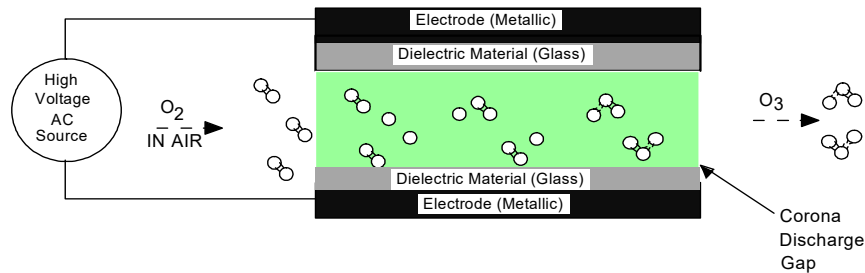 Electrode (Metallic)
Dielectric Material (Glass)
High
Voltage
AC
Source
O2
IN AIR
O3
Dielectric Material (Glass)
Electrode (Metallic)
Corona
Discharge
Gap